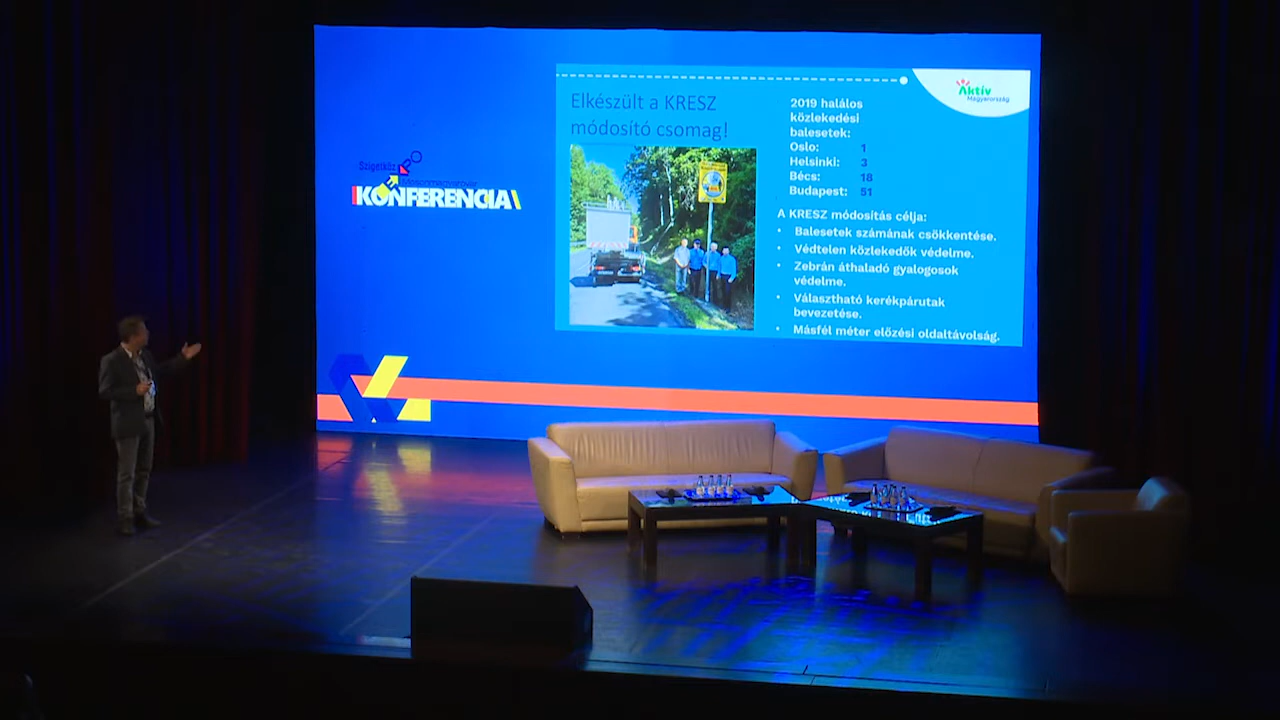 Szigetköz
KONFERENCIA
Elkészült a KRESZ
módosító csomag!
Aktív
Magyarország
2019 halálos
közlekedési
balesetek:
Oslo: 1
Helsinki: 3
Bécs: 18
Budapest: 51
A KRESZ módosítás célja:
• Balesetek számának csökkentése.
• Védtelen közlekedők védelme.
• Zebrán áthaladó gyalogosok
védelme.
• Választható kerékpárutak
bevezetése.
• Másfél méter előzési oldaltávolság.